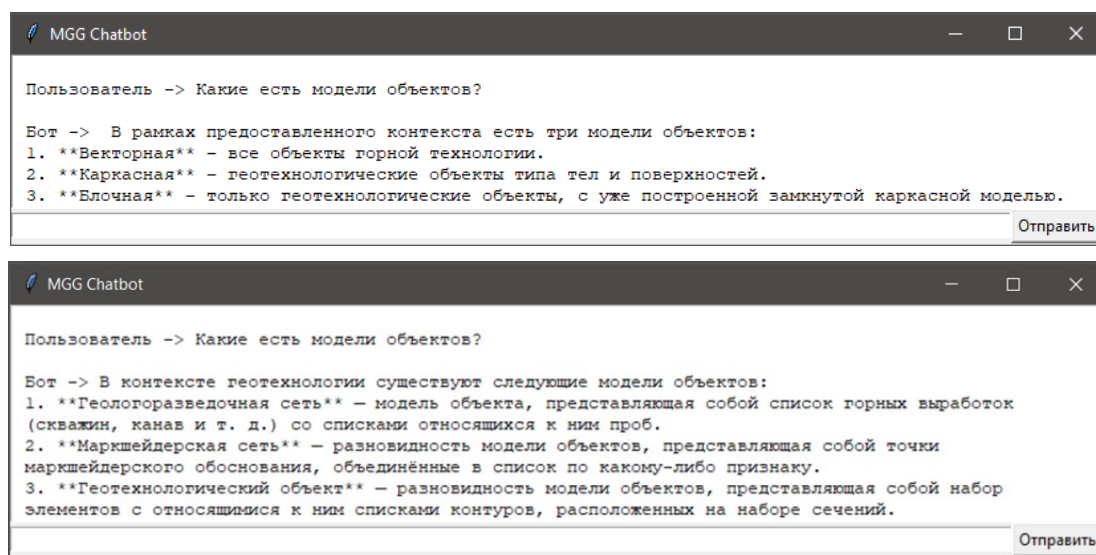 MGG Chatbot
Пользователь -> Какие есть модели объектов?
Бот ->  В рамках предоставленного контекста есть три модели объектов:
1. **Векторная** – все объекты горной технологии.
2. **Каркасная** – геотехнологические объекты типа тел и поверхностей.
3. **Блочная** – только геотехнологические объекты, с уже построенной замкнутой каркасной моделью.
Отправить
MGG Chatbot
Пользователь -> Какие есть модели объектов?
Бот -> В контексте геотехнологии существуют следующие модели объектов:
1. **Геологоразведочная сеть** — модель объекта, представляющая собой список горных выработок
(скважин, канав и т. д.) со списками относящихся к ним проб.
2. **Маркшейдерская сеть** — разновидность модели объектов, представляющая собой точки
маркшейдерского обоснования, объединённые в список по какому-либо признаку.
3. **Геотехнологический объект** — разновидность модели объектов, представляющая собой набор
элементов с относящимися к ним списками контуров, расположенных на наборе сечений.
Отправить